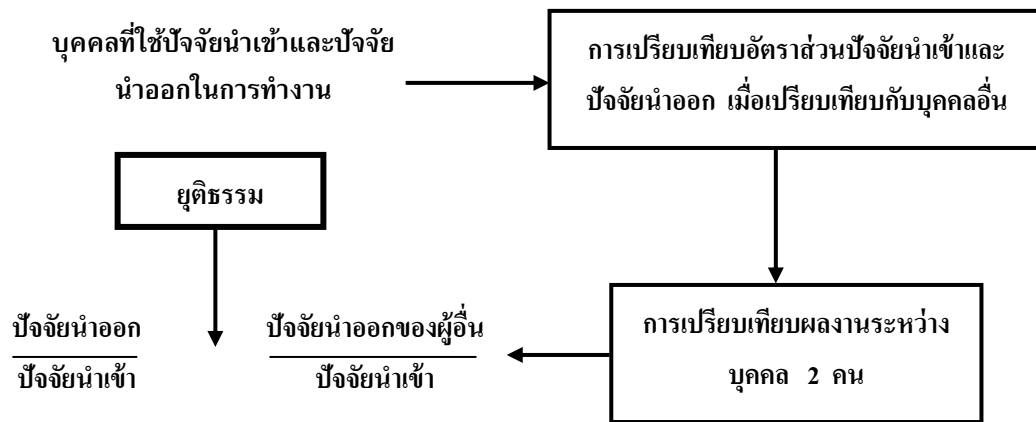 บุคคลที่ใช้ปัจจัยนำเข้าและปัจจัย
นำออกในการทำงาน
การเปรียบเทียบอัตราส่วนปัจจัยนำเข้าและ
ปัจจัยนำออก เมื่อเปรียบเทียบกับบุคคลอื่น
ยุติธรรม
ปัจจัยนำออก
ปัจจัยนำเข้า
ปัจจัยนำออกของผู้อื่น
ปัจจัยนำเข้า
การเปรียบเทียบผลงานระหว่าง
บุคคล 2 คน